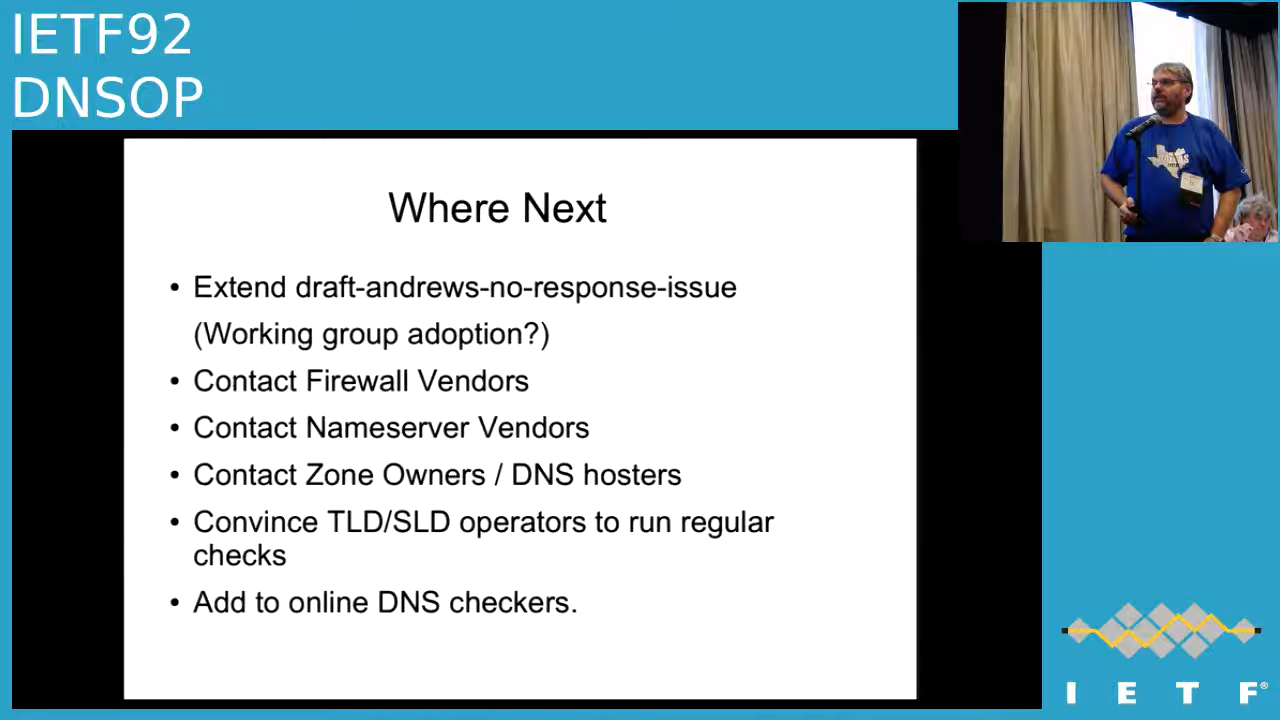 IETF92
DNSOP
Where Next
• Extend draft-andrews-no-response-issue
(Working group adoption?)
• Contact Firewall Vendors
• Contact Nameserver Vendors
• Contact Zone Owners / DNS hosters
• Convince TLD/SLD operators to run regular
checks
• Add to online DNS checkers.
I E T F®